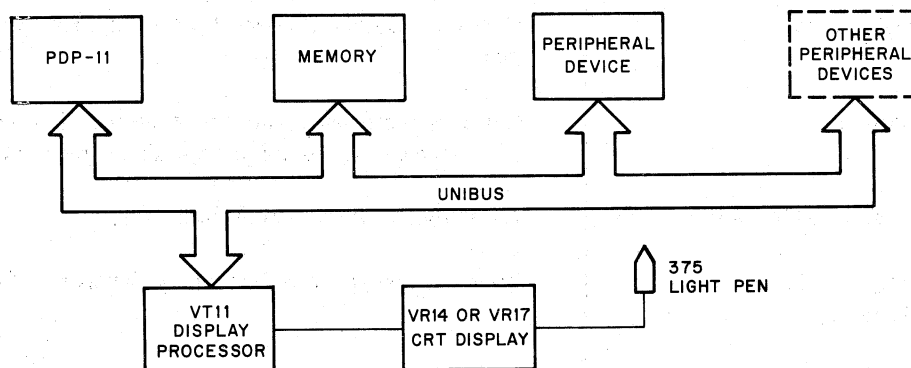 PDP-11
MEMORY
PERIPHERAL
DEVICE
OTHER
PERIPHERAL
DEVICES
UNIBUS
VT11
DISPLAY
PROCESSOR
VR14 OR VR17
CRT DISPLAY
375
LIGHT PEN